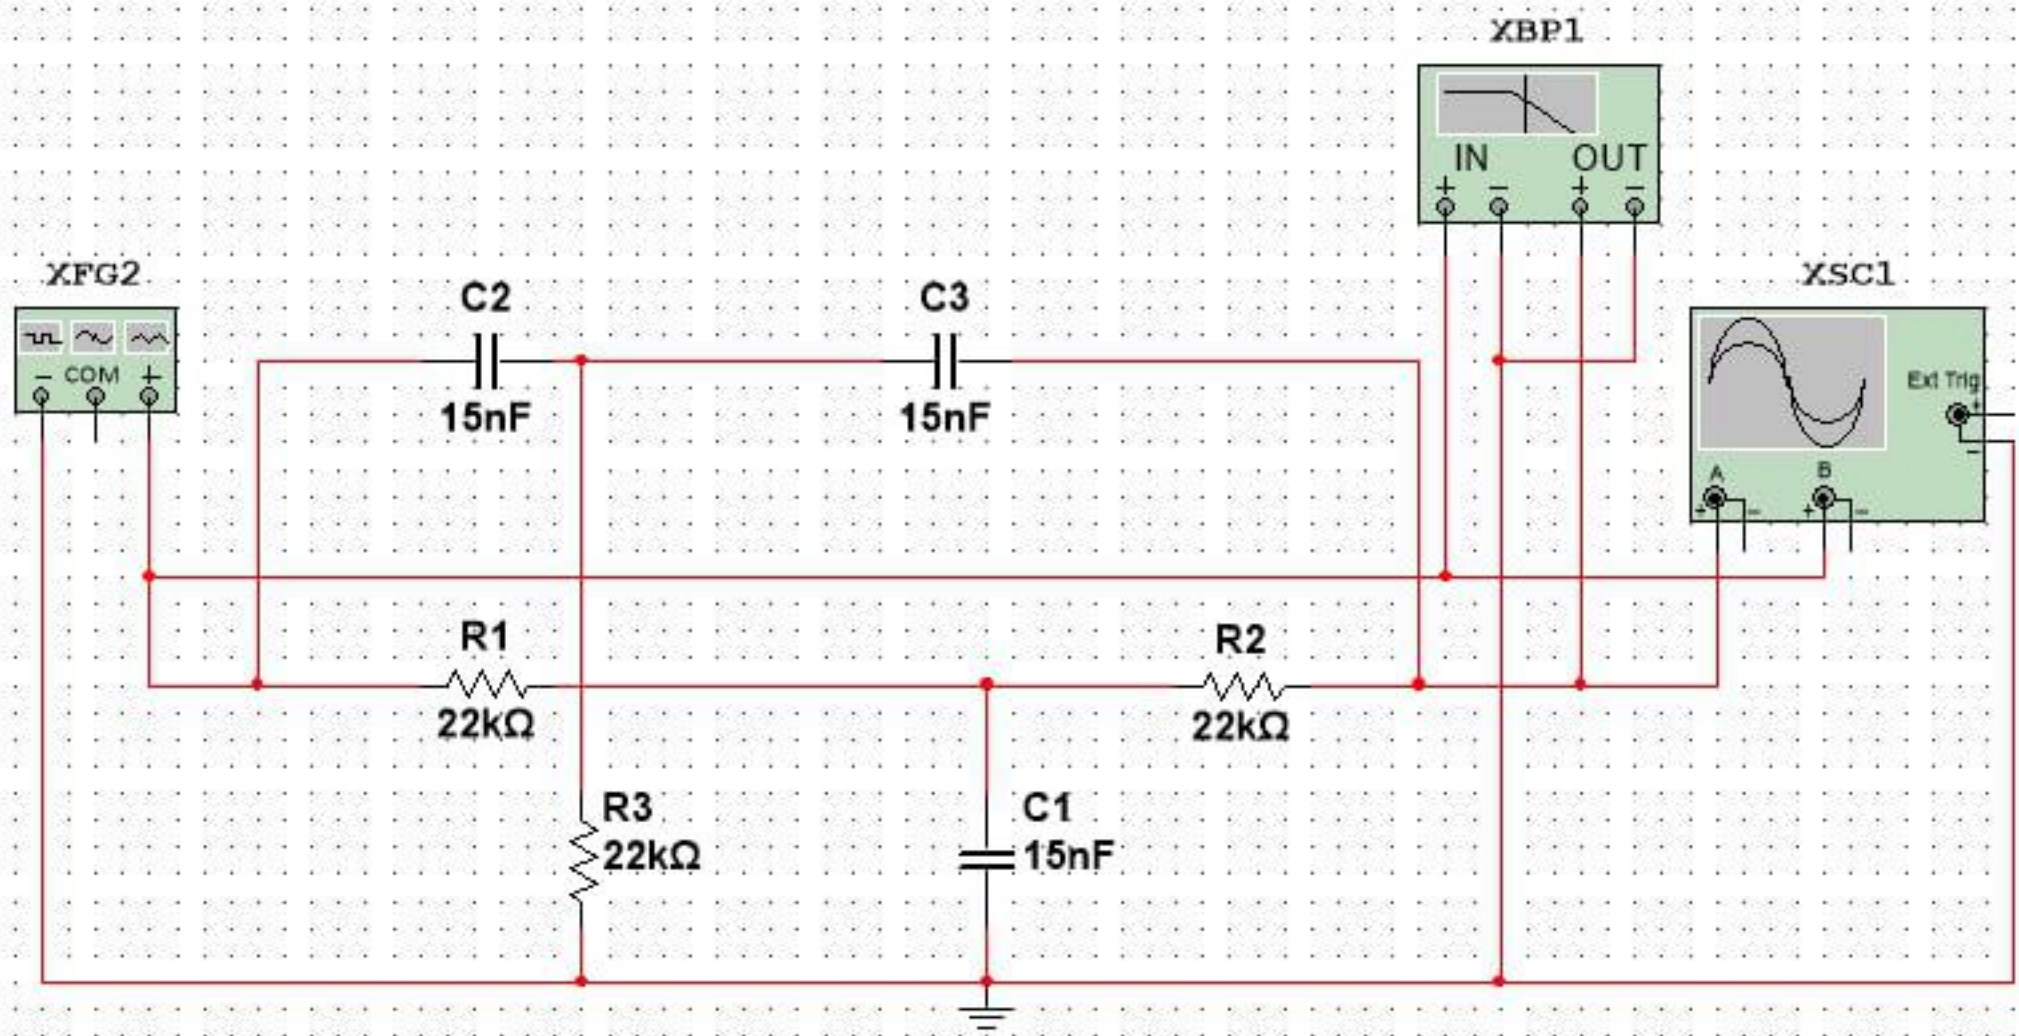 XBP1
IN OUT
+ − + −
XFG2
− COM +
XSC1
Ext Trig
+
−
A B
+ − + −
C2
15nF
C3
15nF
R1
22kΩ
R2
22kΩ
R3
22kΩ
C1
15nF